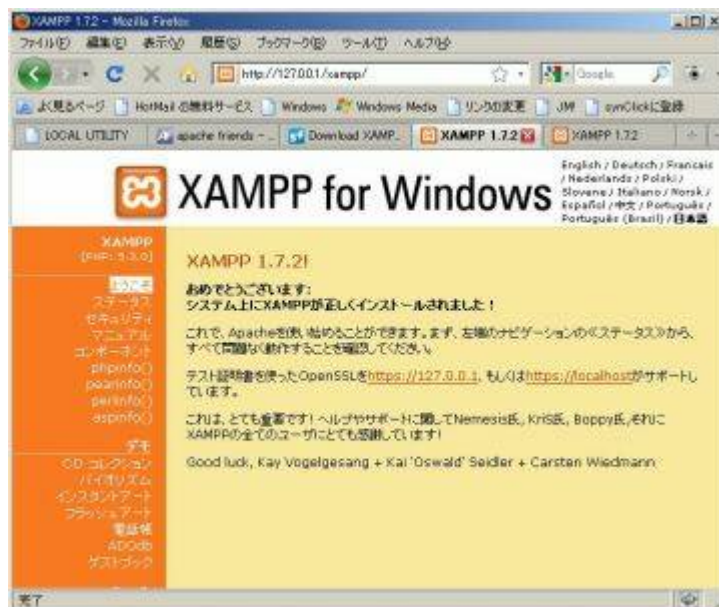 XAMPP 1.7.2 - Mozilla Firefox
ファイル(F) 編集(E) 表示(V) 履歴(S) ブックマーク(B) ツール(T) ヘルプ(H)
http://127.0.0.1/xampp/
Google
よく見るページ HotMail の無料サービス Windows Windows Media リンクの変更 JW
LOCAL UTILITY apache friends - .. Download XAMP.. XAMPP 1.7.2 XAMPP 1.7.2
XAMPP for Windows
English / Deutsch / Francais
/ Nederlands / Polski /
Slovene / Italiano / Norsk /
Español / 中文 / Português /
Português (Brasil) / 日本語
XAMPP
[PHP: 5.3.0]
ようこそ
ステータス
セキュリティ
マニュアル
コンポーネント
phpinfo()
pearinfo()
perlinfo()
aspinfo()
デモ
CD コレクション
バイオリズム
インスタントアート
フラッシュアート
電話帳
ADOdb
ゲストブック
XAMPP 1.7.2!
おめでとうございます:
システム上にXAMPPが正しくインストールされました！
これで、Apacheを使い始めることができます。まず、左端のナビゲーションの≪ステータス≫から、
すべて問題なく動作することを確認してください。
テスト証明書を使ったOpenSSLをhttps://127.0.0.1、もしくはhttps://localhostがサポートし
ています。
これは、とても重要です! ヘルプやサポートに関してNemesis氏、KriS氏、Boppy氏、それに
XAMPPの全てのユーザにとても感謝しています!
Good luck, Kay Vogelgesang + Kai 'Oswald' Seidler + Carsten Wiedmann
完了